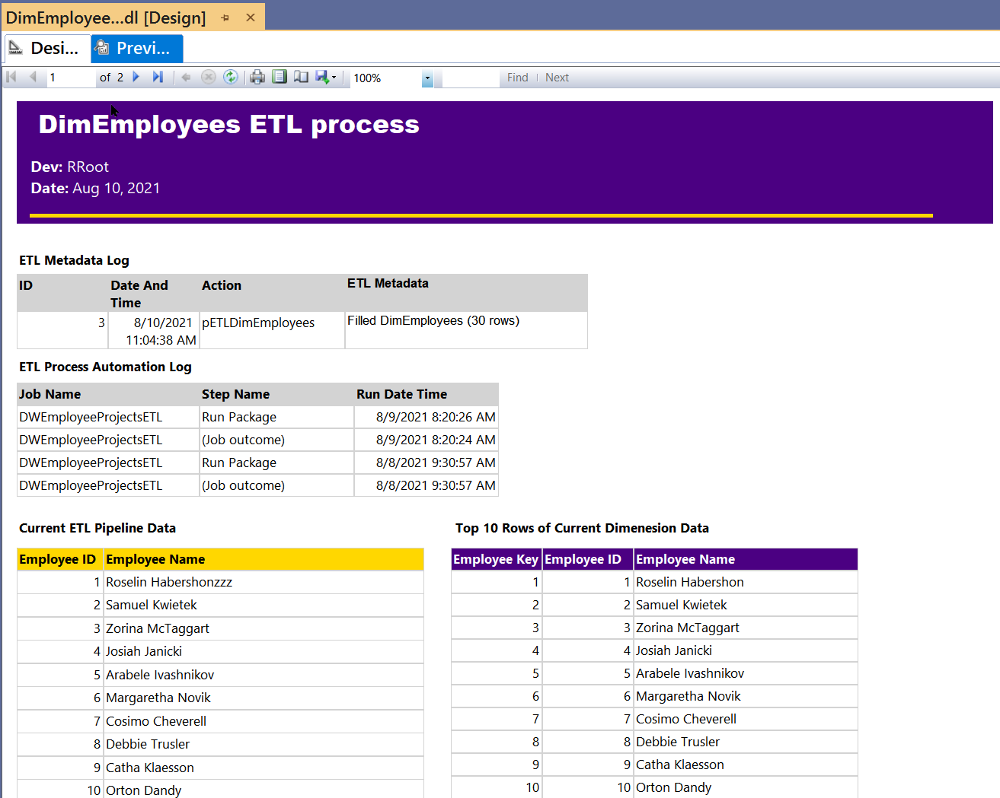 DimEmployee...dl [Design]
Desi... Previ...
1 of 2 100% Find Next
DimEmployees ETL process
Dev: RRoot
Date: Aug 10, 2021
ETL Metadata Log
ID Date And Time Action ETL Metadata
3 8/10/2021 11:04:38 AM pETLDimEmployees Filled DimEmployees (30 rows)
ETL Process Automation Log
Job Name Step Name Run Date Time
DWEmployeeProjectsETL Run Package 8/9/2021 8:20:26 AM
DWEmployeeProjectsETL (Job outcome) 8/9/2021 8:20:24 AM
DWEmployeeProjectsETL Run Package 8/8/2021 9:30:57 AM
DWEmployeeProjectsETL (Job outcome) 8/8/2021 9:30:57 AM
Current ETL Pipeline Data
Employee ID Employee Name
1 Roselin Habershonzzz
2 Samuel Kwietek
3 Zorina McTaggart
4 Josiah Janicki
5 Arabele Ivashnikov
6 Margaretha Novik
7 Cosimo Cheverell
8 Debbie Trusler
9 Catha Klaesson
10 Orton Dandy
Top 10 Rows of Current Dimenesion Data
Employee Key Employee ID Employee Name
1 1 Roselin Habershon
2 2 Samuel Kwietek
3 3 Zorina McTaggart
4 4 Josiah Janicki
5 5 Arabele Ivashnikov
6 6 Margaretha Novik
7 7 Cosimo Cheverell
8 8 Debbie Trusler
9 9 Catha Klaesson
10 10 Orton Dandy